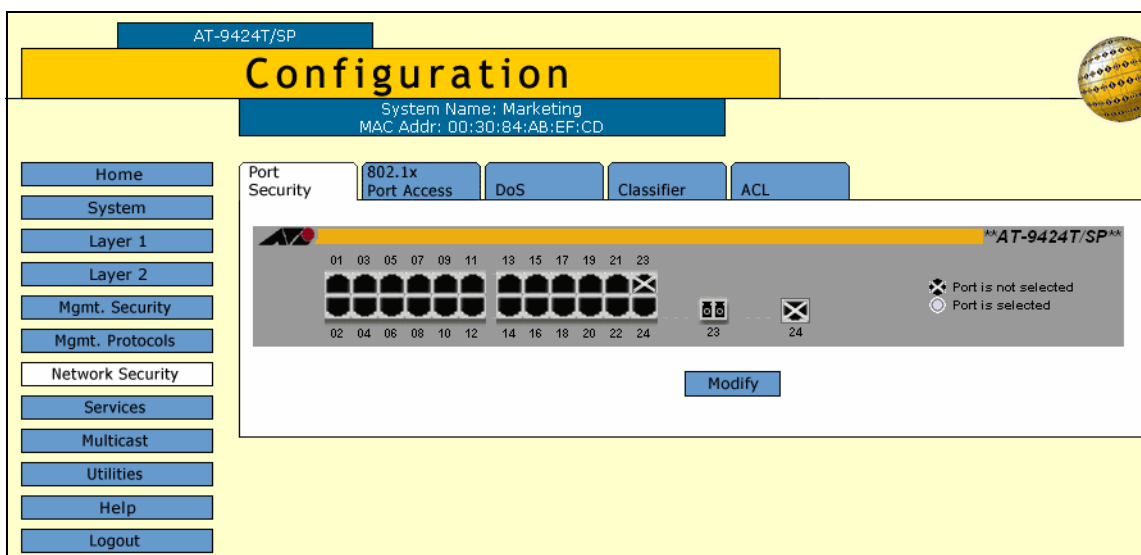 AT-9424T/SP
Configuration
System Name: Marketing
MAC Addr: 00:30:84:AB:EF:CD
Home
System
Layer 1
Layer 2
Mgmt. Security
Mgmt. Protocols
Network Security
Services
Multicast
Utilities
Help
Logout
Port
Security
802.1x
Port Access
DoS
Classifier
ACL
**AT-9424T/SP**
01 03 05 07 09 11 13 15 17 19 21 23
02 04 06 08 10 12 14 16 18 20 22 24 23 24
Port is not selected
Port is selected
Modify